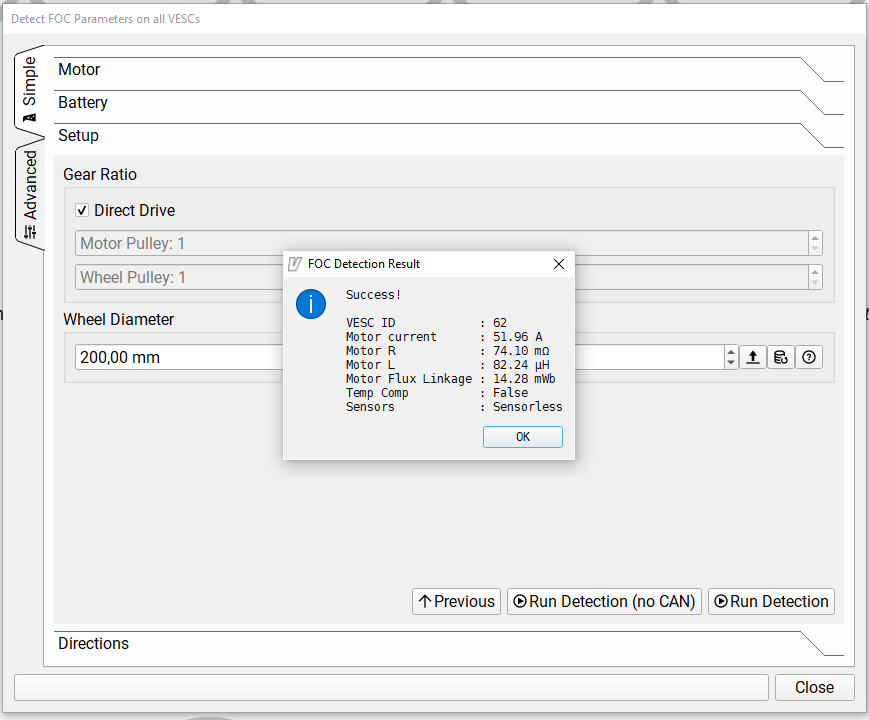 Detect FOC Parameters on all VESCs
Simple
Advanced
Motor
Battery
Setup
Gear Ratio
Direct Drive
Motor Pulley: 1
Wheel Pulley: 1
Wheel Diameter
200,00 mm
FOC Detection Result
Success!
VESC ID : 62
Motor current : 51.96 A
Motor R : 74.10 mΩ
Motor L : 82.24 µH
Motor Flux Linkage : 14.28 mWb
Temp Comp : False
Sensors : Sensorless
OK
Previous
Run Detection (no CAN)
Run Detection
Directions
Close